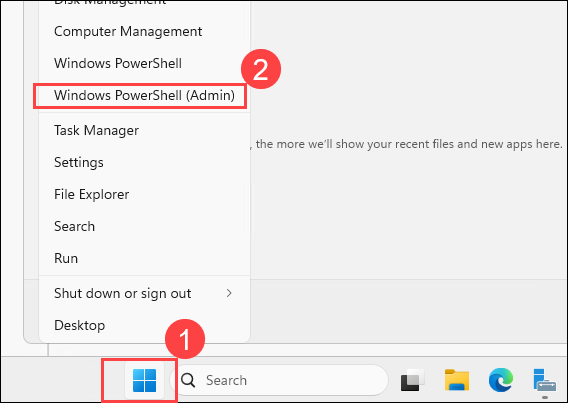 Disk Management
Computer Management
Windows PowerShell
2
Windows PowerShell (Admin)
Task Manager
, the more we'll show your recent files and new apps here.
Settings
File Explorer
Search
Run
Shut down or sign out
Desktop
1
Search